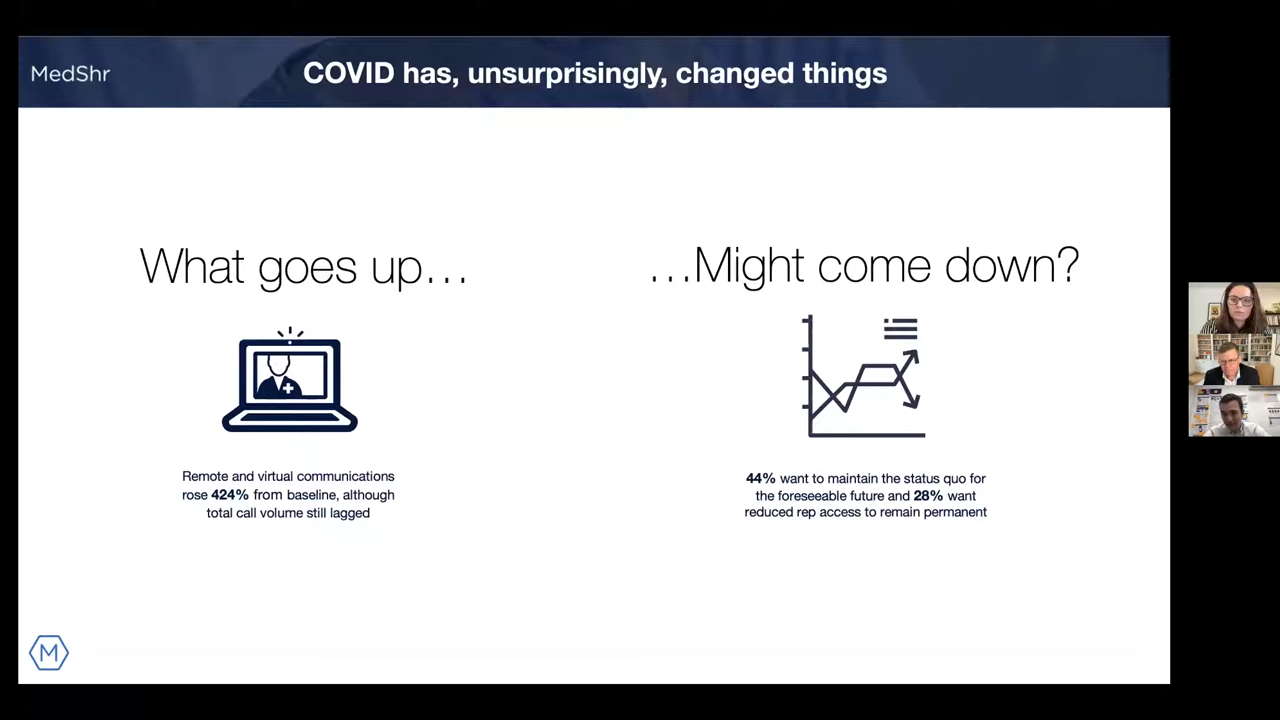 MedShr
COVID has, unsurprisingly, changed things
What goes up…
Remote and virtual communications
rose 424% from baseline, although
total call volume still lagged
…Might come down?
44% want to maintain the status quo for
the foreseeable future and 28% want
reduced rep access to remain permanent
M